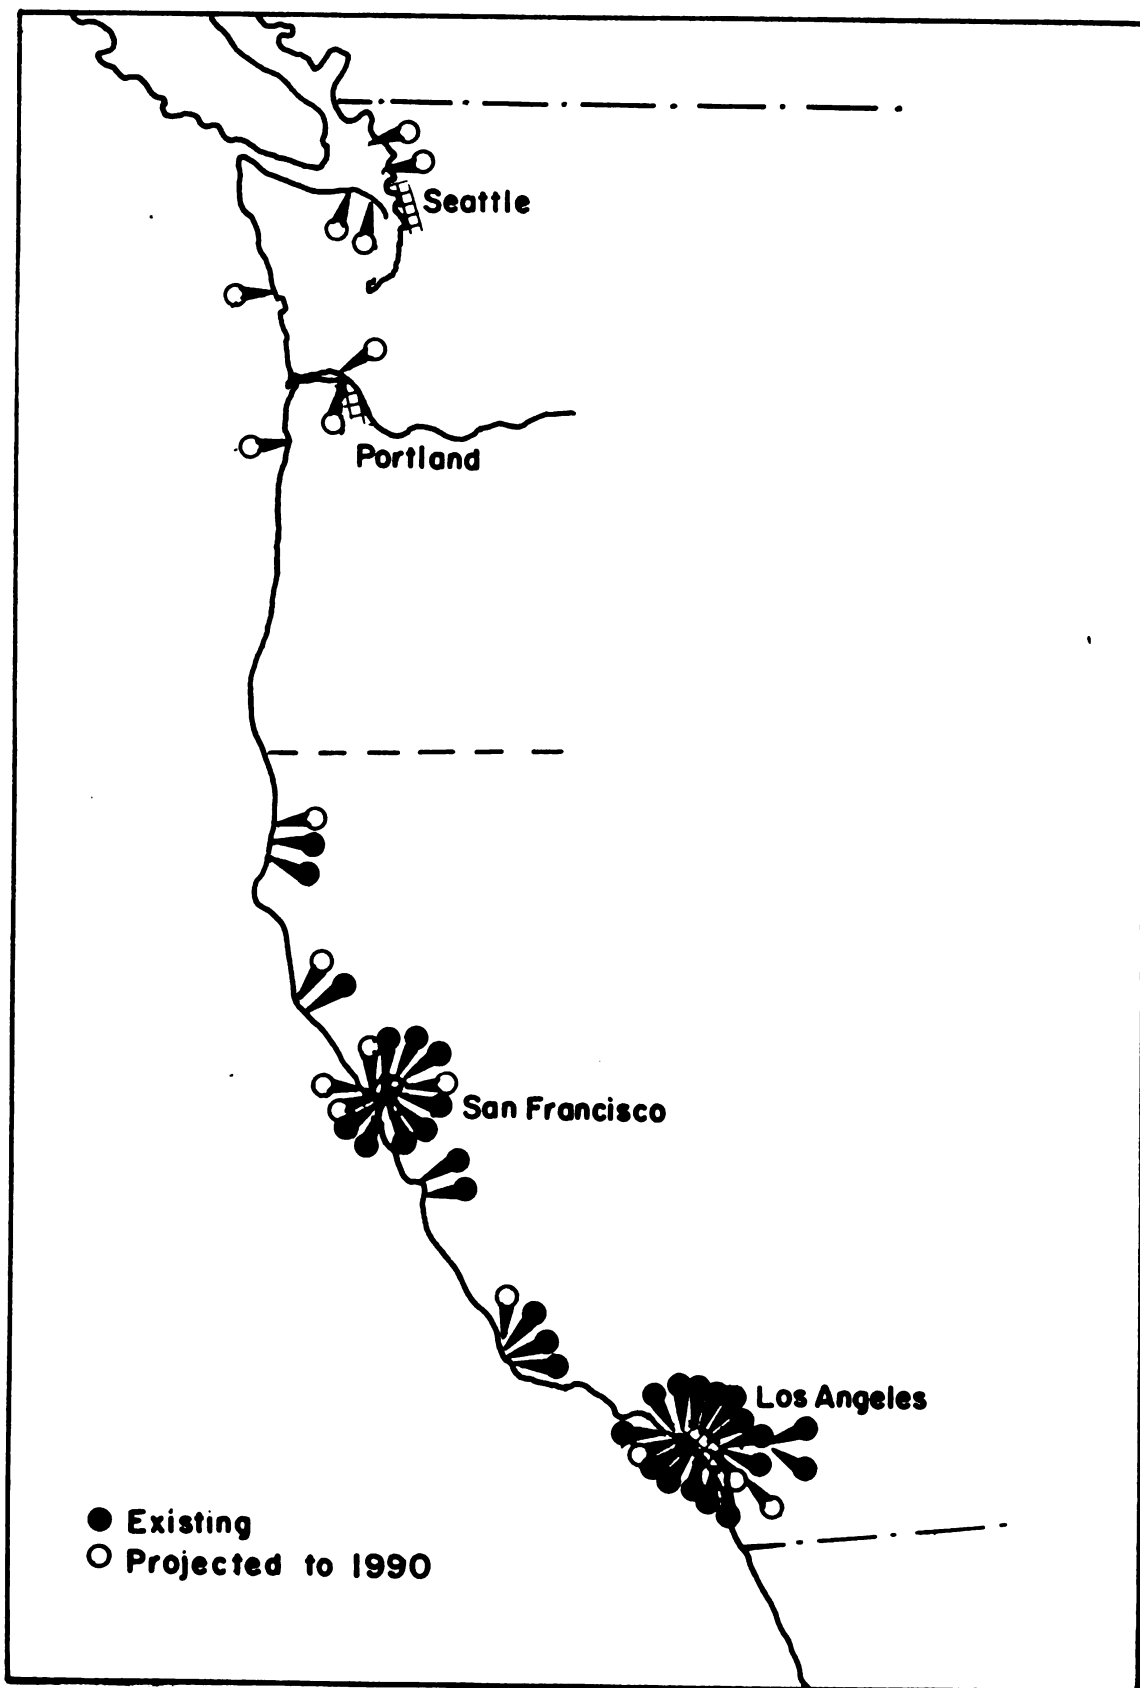 Seattle
Portland
San Francisco
Los Angeles
Existing
Projected to 1990